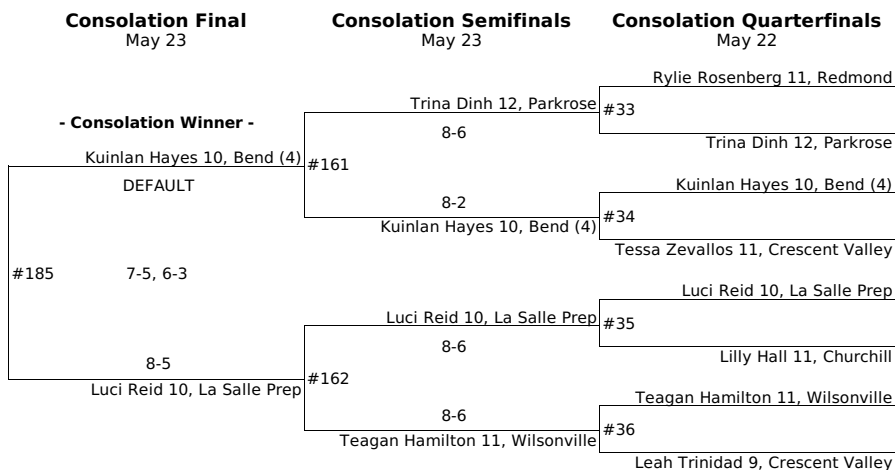 Consolation Final
May 23
Consolation Semifinals
May 23
Consolation Quarterfinals
May 22
Rylie Rosenberg 11, Redmond
Trina Dinh 12, Parkrose
#33
- Consolation Winner -
8-6
Trina Dinh 12, Parkrose
Kuinlan Hayes 10, Bend (4)
#161
DEFAULT
Kuinlan Hayes 10, Bend (4)
8-2
#34
Kuinlan Hayes 10, Bend (4)
Tessa Zevallos 11, Crescent Valley
#185
7-5, 6-3
Luci Reid 10, La Salle Prep
Luci Reid 10, La Salle Prep
#35
8-6
Lilly Hall 11, Churchill
8-5
#162
Luci Reid 10, La Salle Prep
Teagan Hamilton 11, Wilsonville
8-6
#36
Teagan Hamilton 11, Wilsonville
Leah Trinidad 9, Crescent Valley